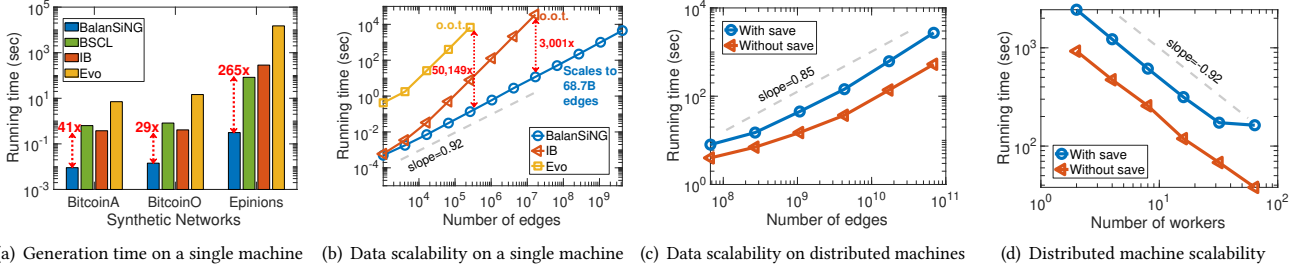 Running time (sec)
10^7
10^5
10^3
10^1
10^-1
10^-3
BalanSiNG
BSCL
IB
Evo
41x
29x
265x
BitcoinA
BitcoinO
Epinions
Synthetic Networks
(a) Generation time on a single machine
Running time (sec)
10^4
10^2
10^0
10^-2
10^-4
o.o.t.
o.o.t.
50,149x
3,001x
Scales to
68.7B
edges
slope=0.92
BalanSiNG
IB
Evo
10^3 10^4 10^5 10^6 10^7 10^8 10^9
Number of edges
(b) Data scalability on a single machine
Running time (sec)
10^4
10^2
10^0
With save
Without save
slope=0.85
10^8 10^9 10^10 10^11
Number of edges
(c) Data scalability on distributed machines
Running time (sec)
10^3
10^2
slope=-0.92
With save
Without save
10^0 10^1 10^2
Number of workers
(d) Distributed machine scalability